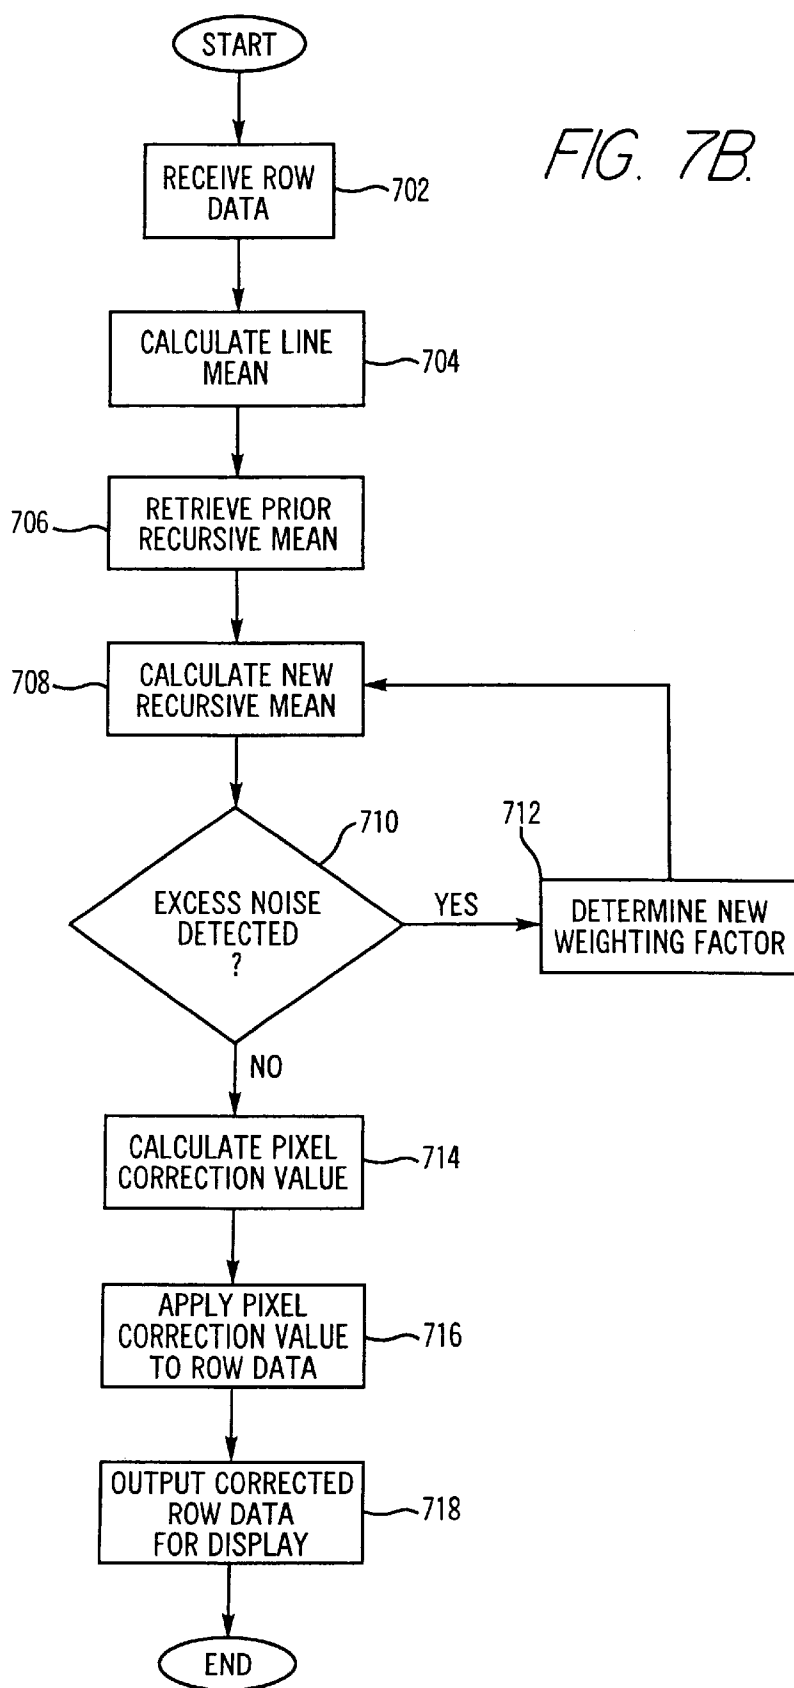 START
FIG. 7B.
RECEIVE ROW
DATA
702
CALCULATE LINE
MEAN
704
706
RETRIEVE PRIOR
RECURSIVE MEAN
708
CALCULATE NEW
RECURSIVE MEAN
710
712
EXCESS NOISE
DETECTED
?
YES
DETERMINE NEW
WEIGHTING FACTOR
NO
CALCULATE PIXEL
CORRECTION VALUE
714
APPLY PIXEL
CORRECTION VALUE
TO ROW DATA
716
OUTPUT CORRECTED
ROW DATA
FOR DISPLAY
718
END